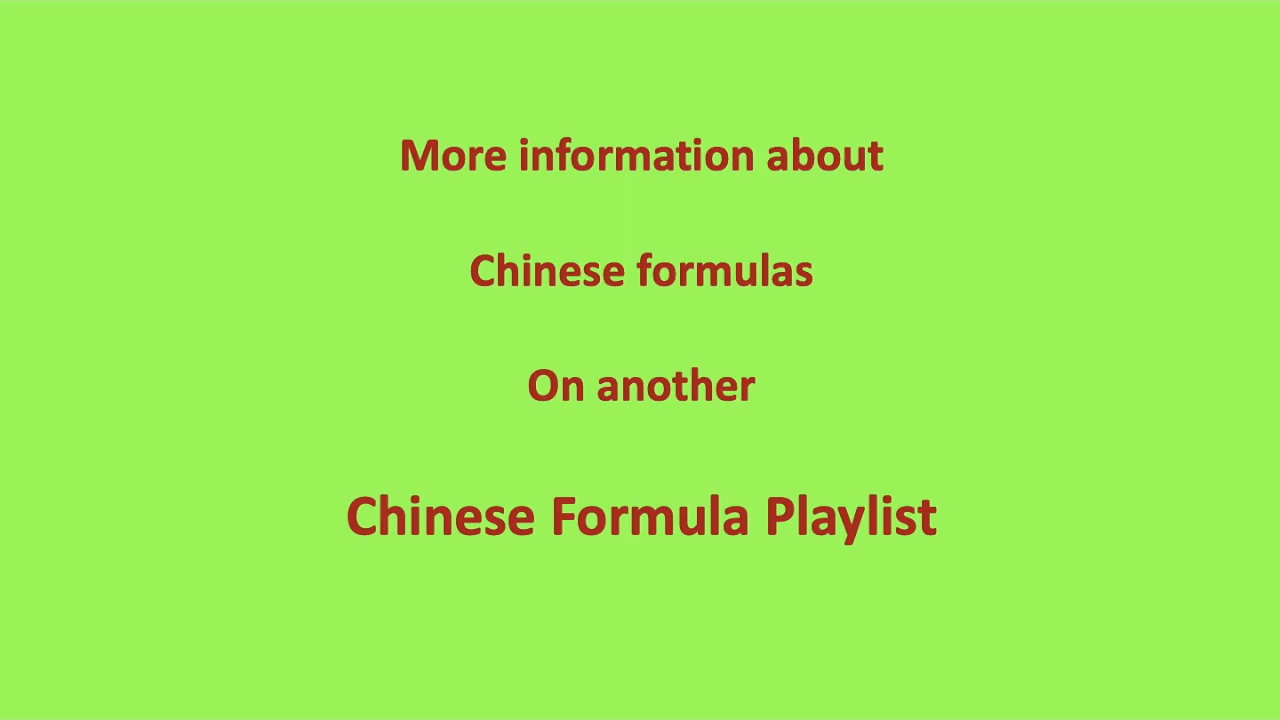 More information about
Chinese formulas
On another
Chinese Formula Playlist